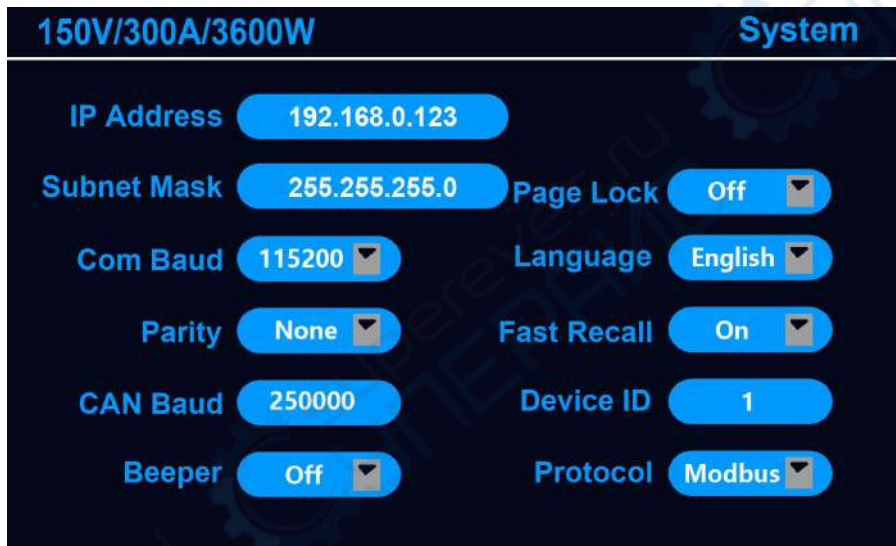 150V/300A/3600W System
IP Address 192.168.0.123
Subnet Mask 255.255.255.0 Page Lock Off
Com Baud 115200 Language English
Parity None Fast Recall On
CAN Baud 250000 Device ID 1
Beeper Off Protocol Modbus